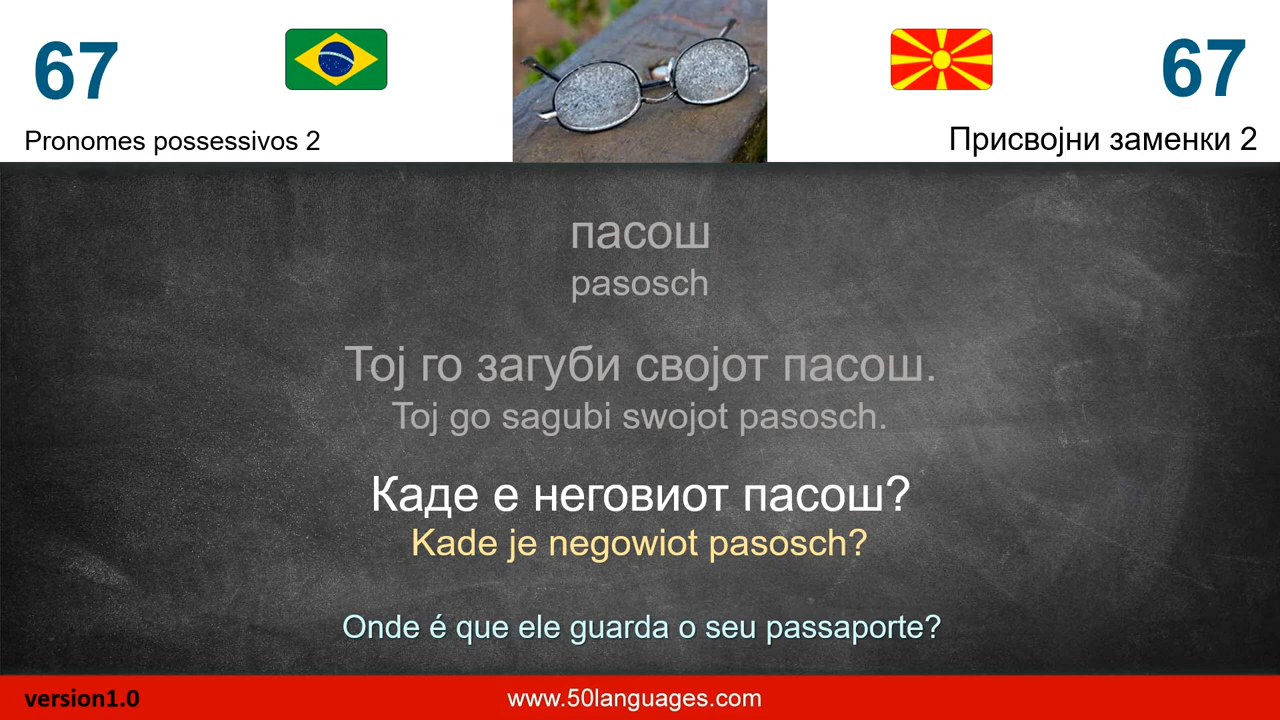 67
67
Pronomes possessivos 2
Присвојни заменки 2
пасош
pasosch
Тој го загуби својот пасош.
Toj go sagubi swojot pasosch.
Каде е неговиот пасош?
Kade je negowiot pasosch?
Onde é que ele guarda o seu passaporte?
version1.0
www.50languages.com